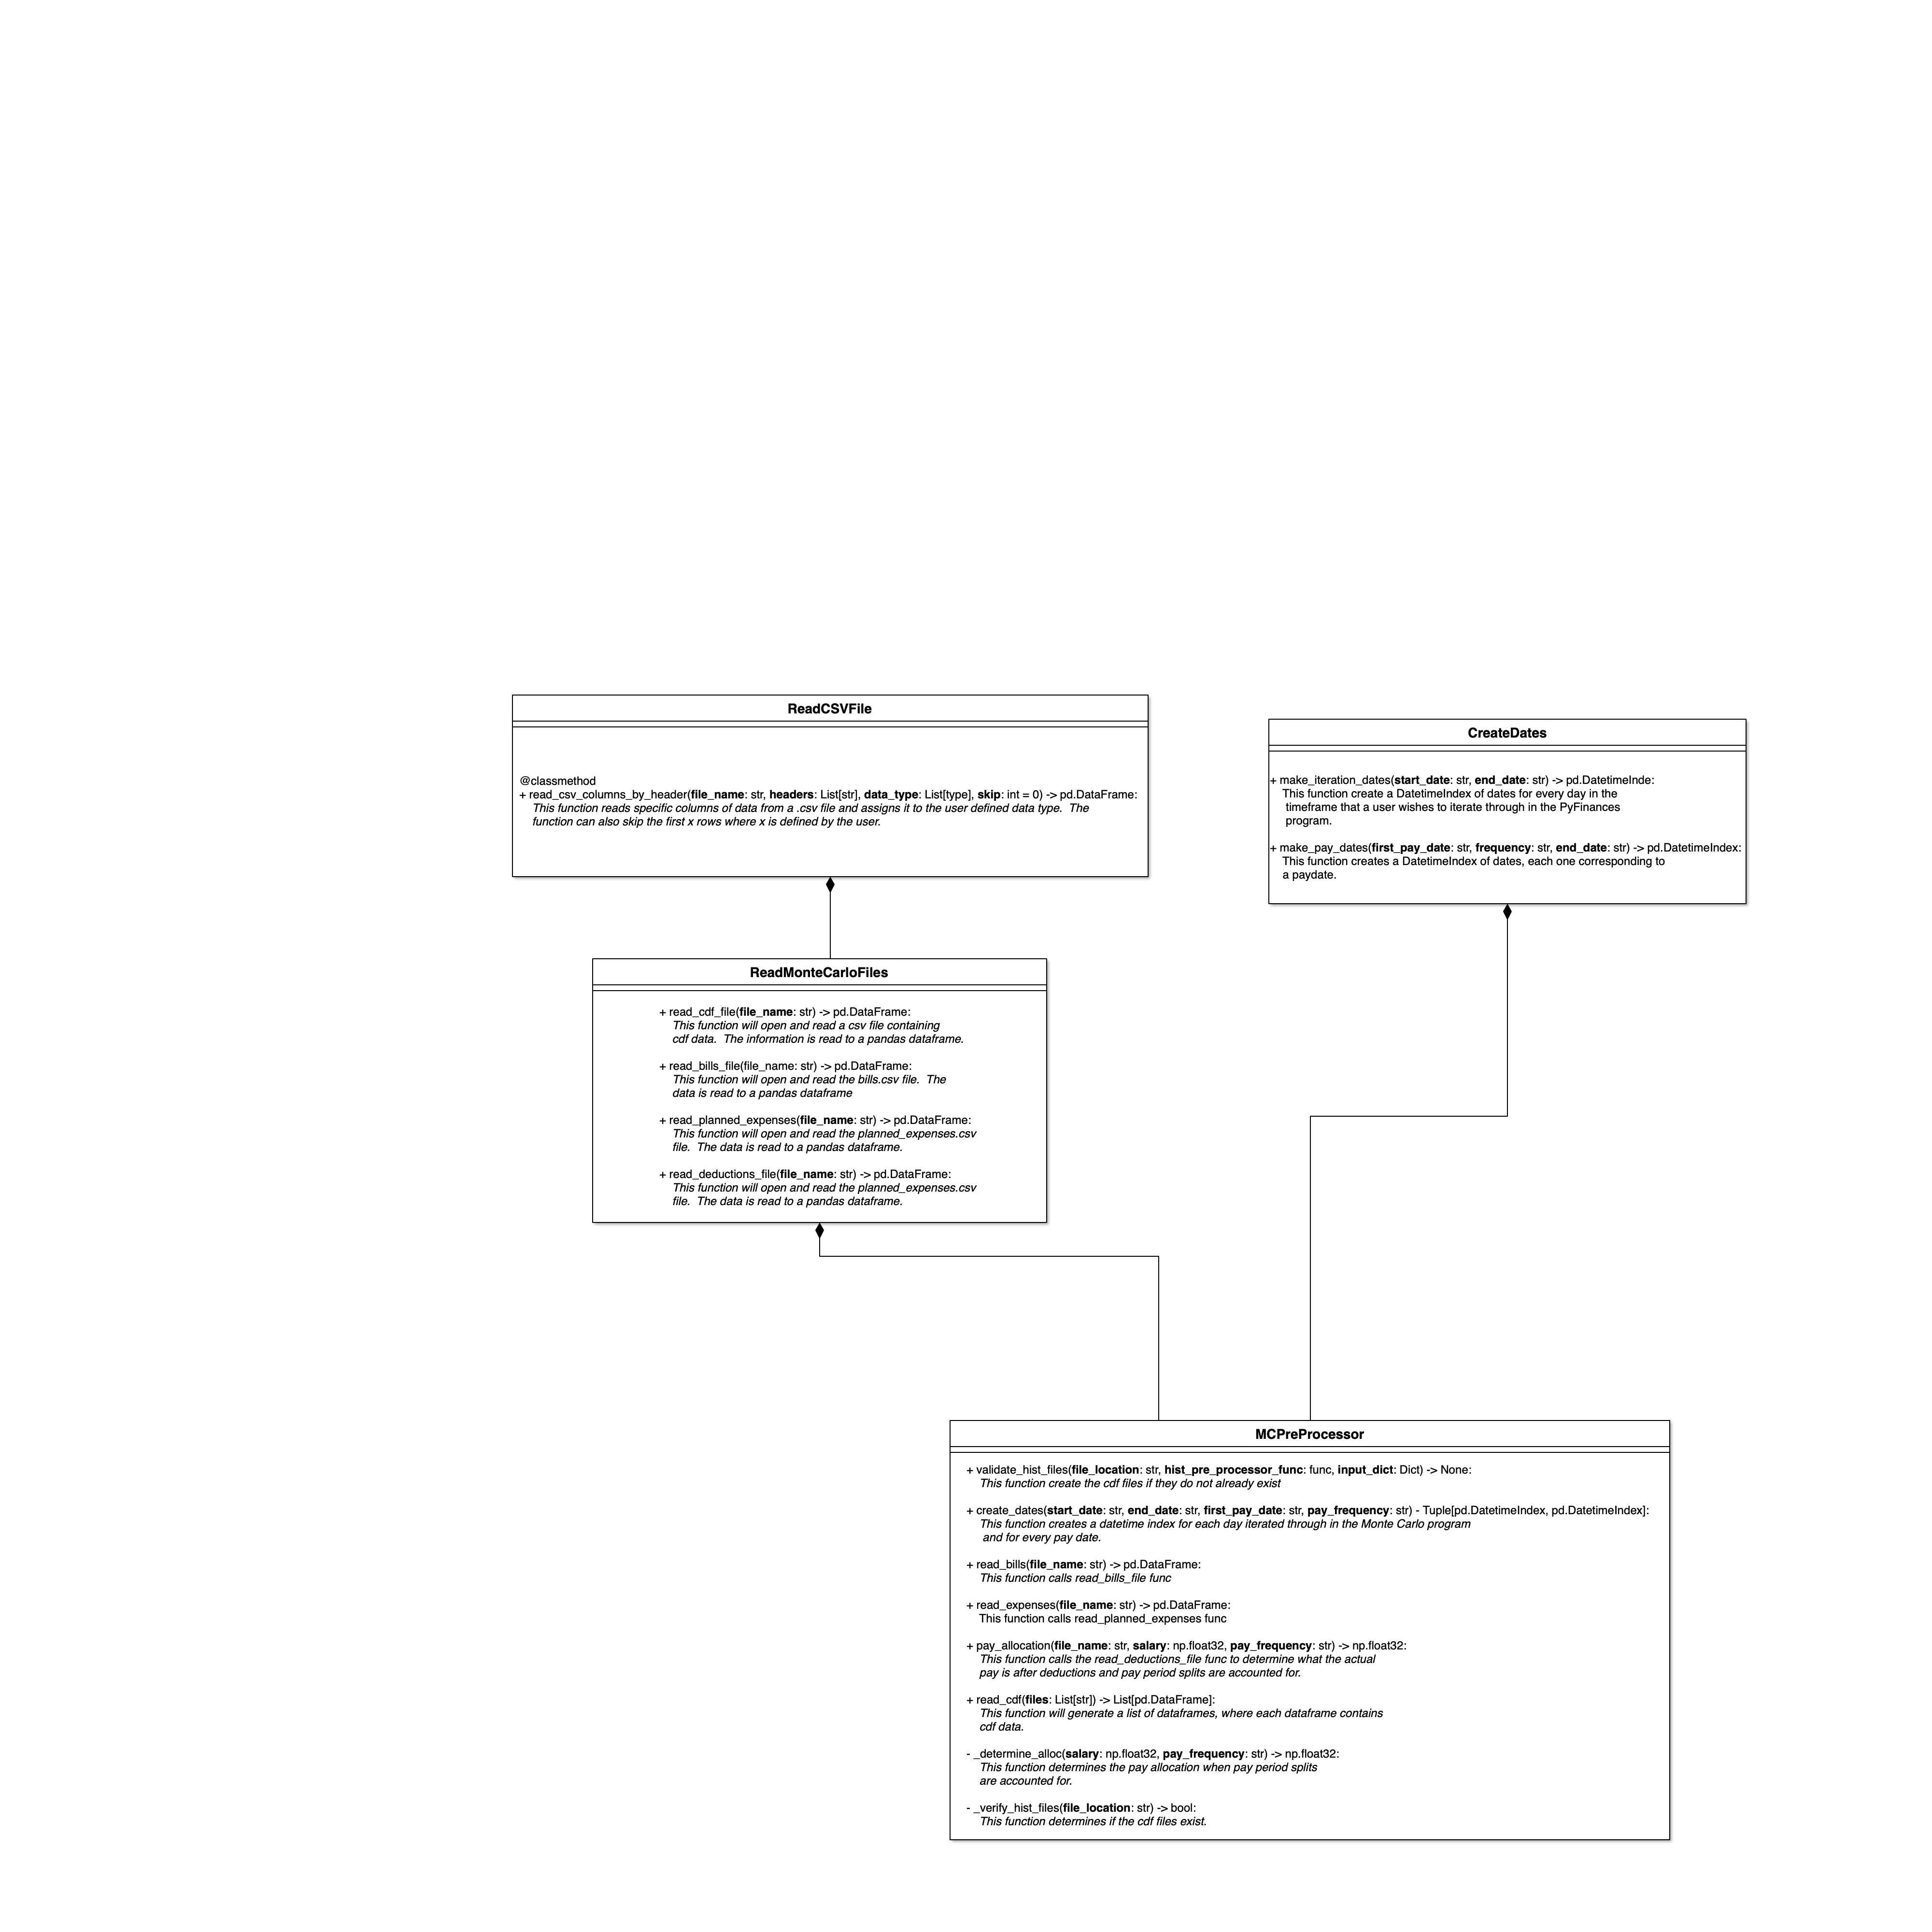 ReadCSVFile
@classmethod
+ read_csv_columns_by_header(file_name: str, headers: List[str], data_type: List[type], skip: int = 0) -> pd.DataFrame:
This function reads specific columns of data from a .csv file and assigns it to the user defined data type. The
function can also skip the first x rows where x is defined by the user.
CreateDates
+ make_iteration_dates(start_date: str, end_date: str) -> pd.DatetimeInde:
This function create a DatetimeIndex of dates for every day in the
timeframe that a user wishes to iterate through in the PyFinances
program.
+ make_pay_dates(first_pay_date: str, frequency: str, end_date: str) -> pd.DatetimeIndex:
This function creates a DatetimeIndex of dates, each one corresponding to
a paydate.
ReadMonteCarloFiles
+ read_cdf_file(file_name: str) -> pd.DataFrame:
This function will open and read a csv file containing
cdf data. The information is read to a pandas dataframe.
+ read_bills_file(file_name: str) -> pd.DataFrame:
This function will open and read the bills.csv file. The
data is read to a pandas dataframe
+ read_planned_expenses(file_name: str) -> pd.DataFrame:
This function will open and read the planned_expenses.csv
file. The data is read to a pandas dataframe.
+ read_deductions_file(file_name: str) -> pd.DataFrame:
This function will open and read the planned_expenses.csv
file. The data is read to a pandas dataframe.
MCPreProcessor
+ validate_hist_files(file_location: str, hist_pre_processor_func: func, input_dict: Dict) -> None:
This function create the cdf files if they do not already exist
+ create_dates(start_date: str, end_date: str, first_pay_date: str, pay_frequency: str) - Tuple[pd.DatetimeIndex, pd.DatetimeIndex]:
This function creates a datetime index for each day iterated through in the Monte Carlo program
and for every pay date.
+ read_bills(file_name: str) -> pd.DataFrame:
This function calls read_bills_file func
+ read_expenses(file_name: str) -> pd.DataFrame:
This function calls read_planned_expenses func
+ pay_allocation(file_name: str, salary: np.float32, pay_frequency: str) -> np.float32:
This function calls the read_deductions_file func to determine what the actual
pay is after deductions and pay period splits are accounted for.
+ read_cdf(files: List[str]) -> List[pd.DataFrame]:
This function will generate a list of dataframes, where each dataframe contains
cdf data.
- _determine_alloc(salary: np.float32, pay_frequency: str) -> np.float32:
This function determines the pay allocation when pay period splits
are accounted for.
- _verify_hist_files(file_location: str) -> bool:
This function determines if the cdf files exist.